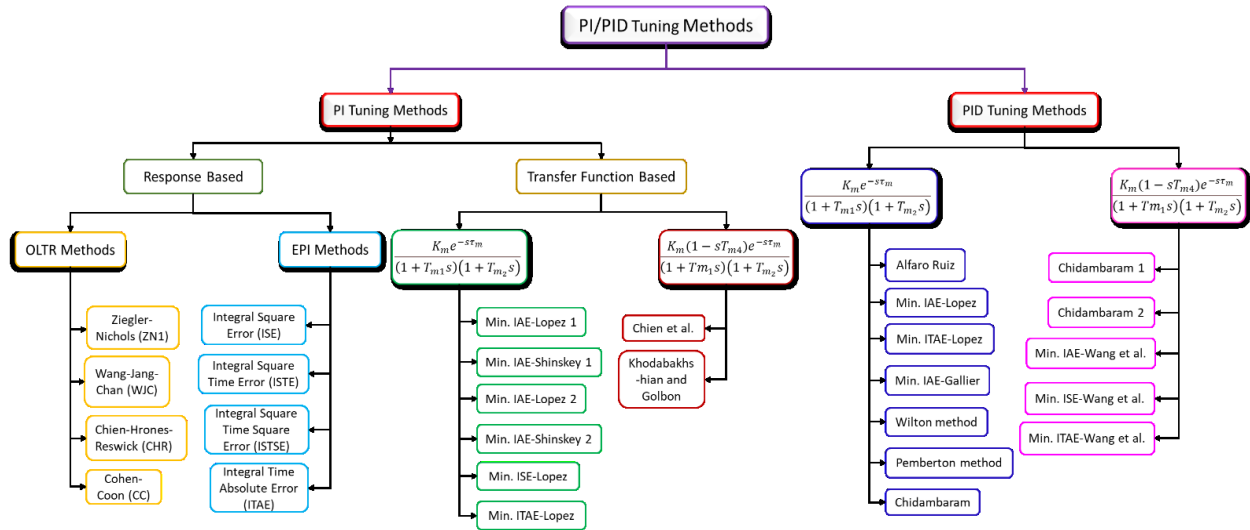 PI/PID Tuning Methods
PI Tuning Methods
PID Tuning Methods
Response Based
Transfer Function Based
OLTR Methods
EPI Methods
Ziegler-
Nichols (ZN1)
Wang-Jang-
Chan (WJC)
Chien-Hrones-
Reswick (CHR)
Cohen-
Coon (CC)
Integral Square
Error (ISE)
Integral Square
Time Error (ISTE)
Integral Square
Time Square
Error (ISTSE)
Integral Time
Absolute Error
(ITAE)
K_m e^{-sτ_m}
(1 + T_{m1}s)(1 + T_{m_2}s)
Min. IAE-Lopez 1
Min. IAE-Shinskey 1
Min. IAE-Lopez 2
Min. IAE-Shinskey 2
Min. ISE-Lopez
Min. ITAE-Lopez
K_m(1 − sT_{m4})e^{-sτ_m}
(1 + Tm_1s)(1 + T_{m_2}s)
Chien et al.
Khodabakhs
-hian and
Golbon
K_m e^{-sτ_m}
(1 + T_{m1}s)(1 + T_{m_2}s)
Alfaro Ruiz
Min. IAE-Lopez
Min. ITAE-Lopez
Min. IAE-Gallier
Wilton method
Pemberton method
Chidambaram
K_m(1 − sT_{m4})e^{-sτ_m}
(1 + Tm_1s)(1 + T_{m_2}s)
Chidambaram 1
Chidambaram 2
Min. IAE-Wang et al.
Min. ISE-Wang et al.
Min. ITAE-Wang et al.